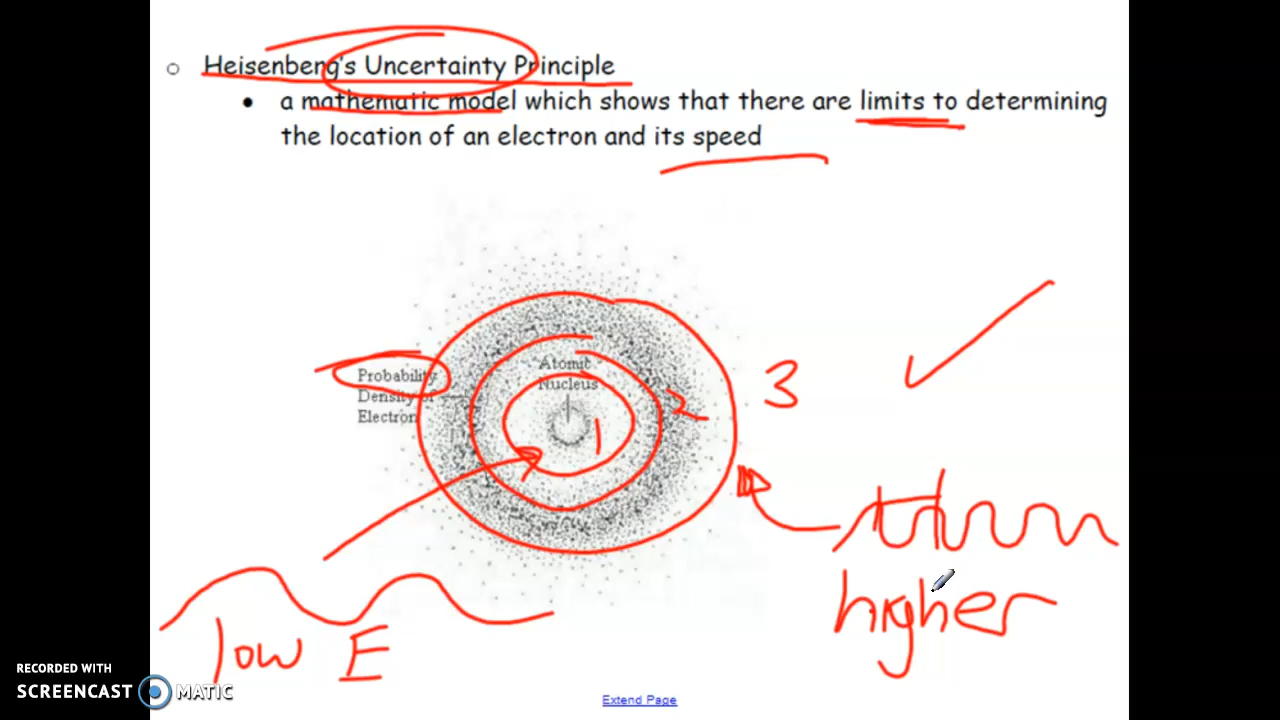 Heisenberg's Uncertainty Principle
a mathematic model which shows that there are limits to determining
the location of an electron and its speed
Atomic
Nucleus
Probability
Density of
Electron
1
2
3
low E
higher
RECORDED WITH
SCREENCAST MATIC
Extend Page